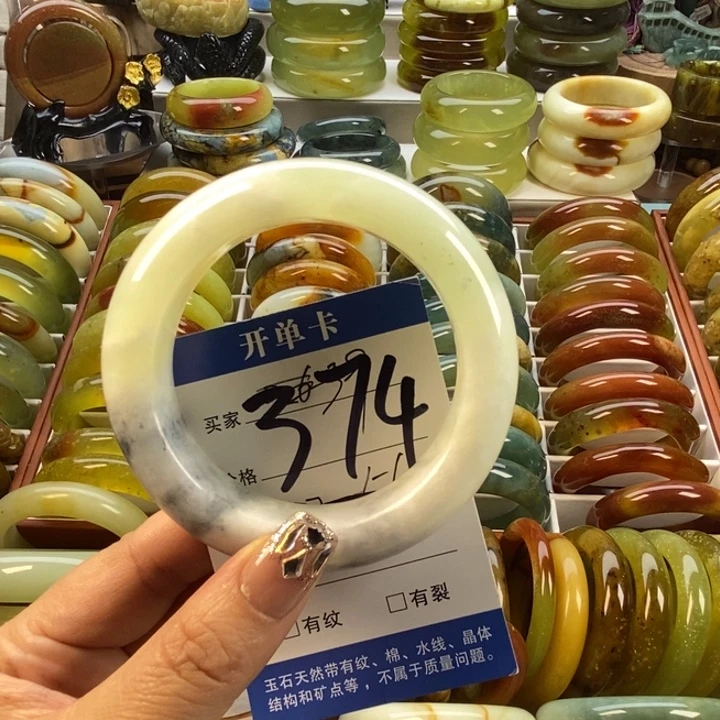 开单卡
买家
374
格
□有纹 □有裂
玉石天然带有纹、棉、水线、晶体
结构和矿点等，不属于质量问题。